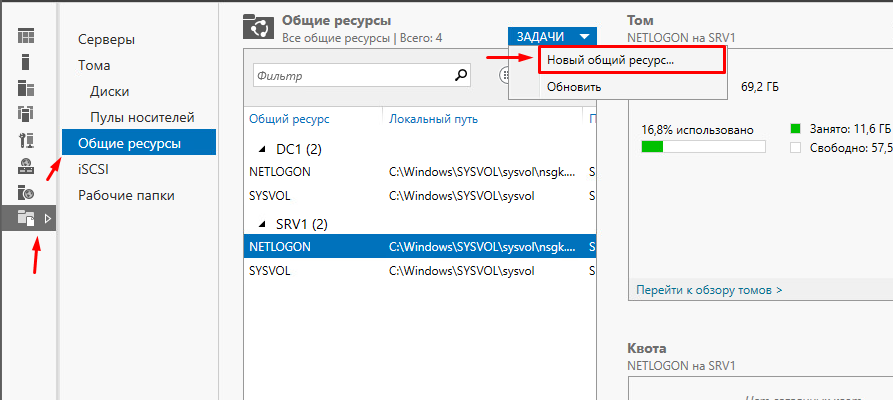 Серверы
Тома
Диски
Пулы носителей
Общие ресурсы
iSCSI
Рабочие папки
Общие ресурсы
Все общие ресурсы | Всего: 4
ЗАДАЧИ
Новый общий ресурс...
Обновить
Фильтр
Общий ресурс Локальный путь П
DC1 (2)
NETLOGON C:\Windows\SYSVOL\sysvol\nsgk.... S
SYSVOL C:\Windows\SYSVOL\sysvol S
SRV1 (2)
NETLOGON C:\Windows\SYSVOL\sysvol\nsgk.... S
SYSVOL C:\Windows\SYSVOL\sysvol S
Том
NETLOGON на SRV1
69,2 ГБ
16,8% использовано
Занято: 11,6 ГБ
Свободно: 57,5
Перейти к обзору томов >
Квота
NETLOGON на SRV1